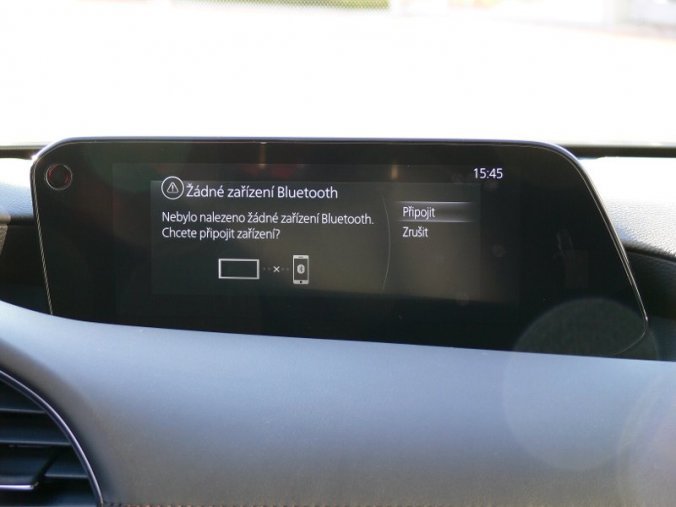 15:45
Žádné zařízení Bluetooth
Nebylo nalezeno žádné zařízení Bluetooth.
Chcete připojit zařízení?
Připojit
Zrušit